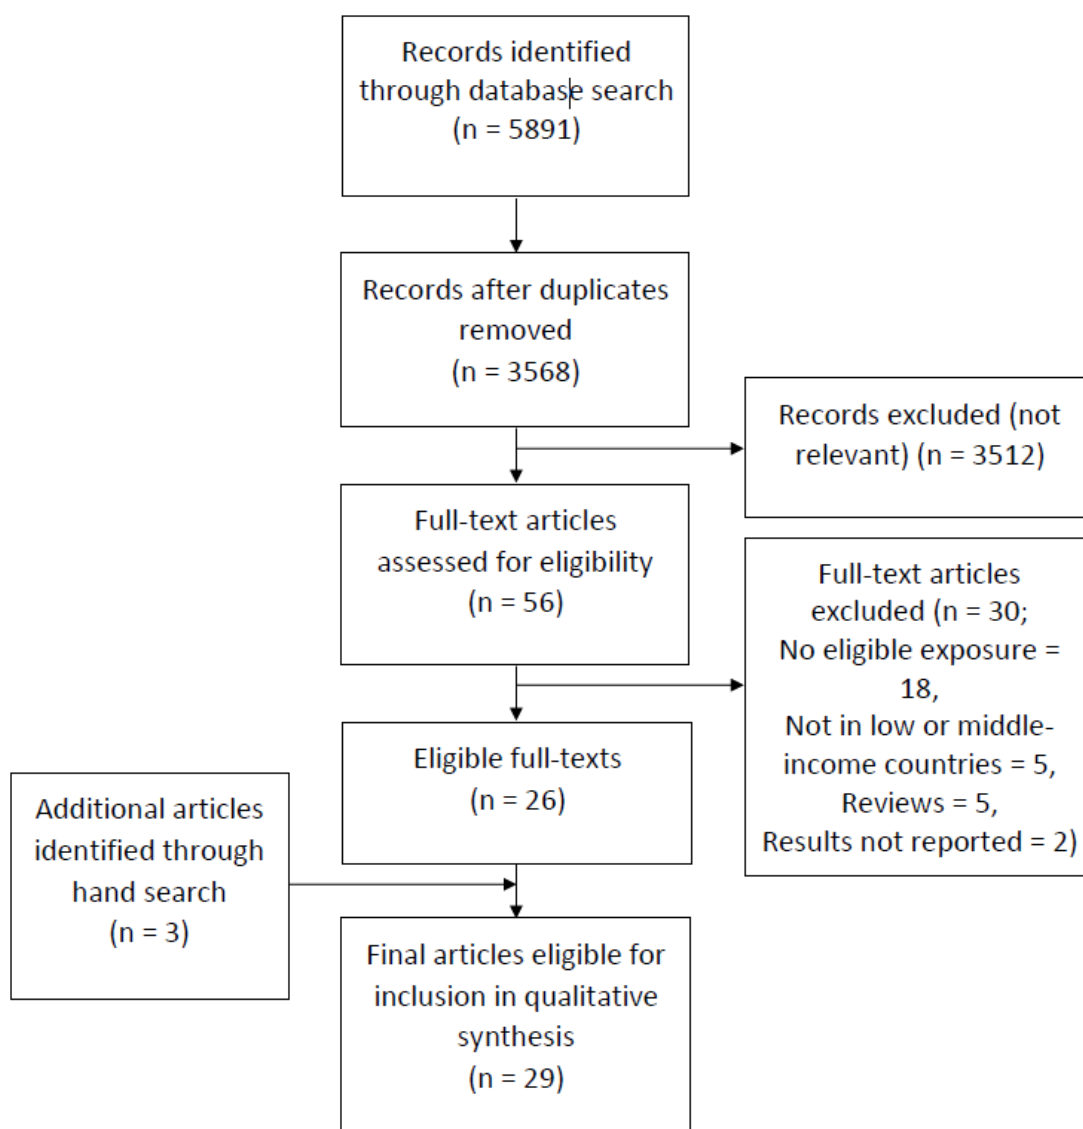 Records identified
through database search
(n = 5891)
Records after duplicates
removed
(n = 3568)
Records excluded (not
relevant) (n = 3512)
Full-text articles
assessed for eligibility
(n = 56)
Full-text articles
excluded (n = 30;
No eligible exposure =
18,
Not in low or middle-
income countries = 5,
Reviews = 5,
Results not reported = 2)
Eligible full-texts
(n = 26)
Additional articles
identified through
hand search
(n = 3)
Final articles eligible for
inclusion in qualitative
synthesis
(n = 29)